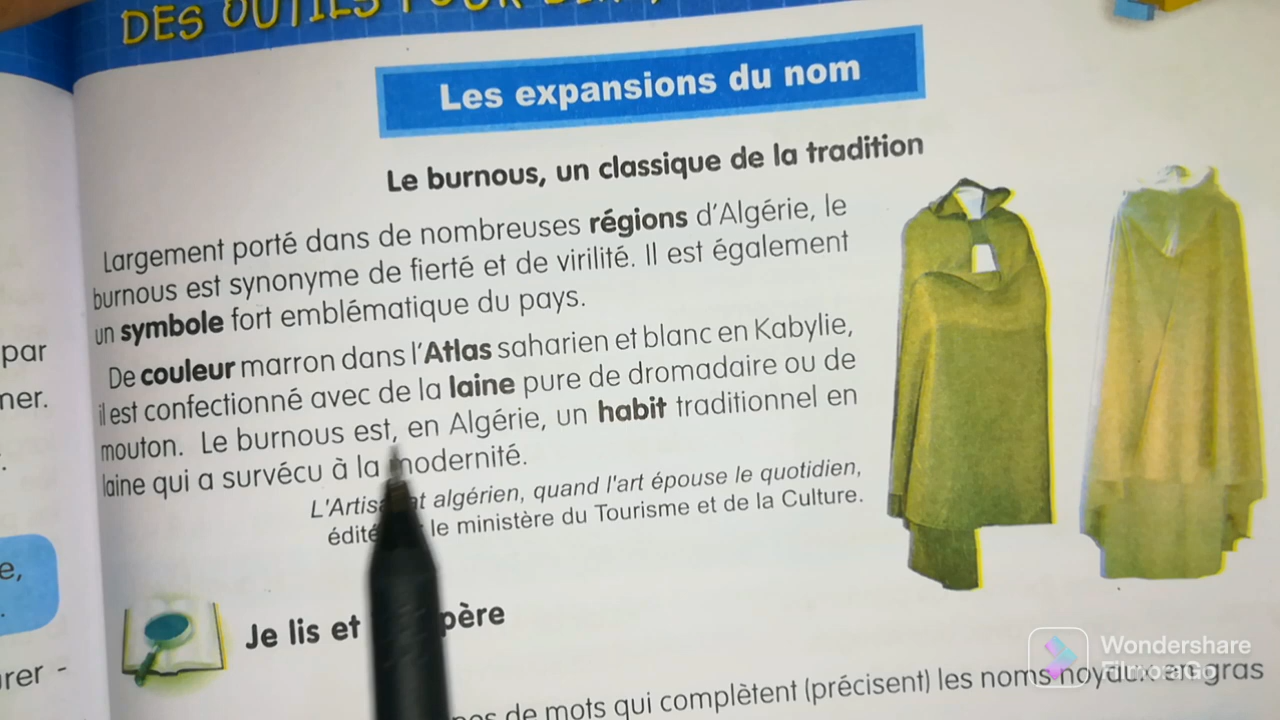 DES OUTILS POUR
Les expansions du nom
Le burnous, un classique de la tradition
Largement porté dans de nombreuses régions d'Algérie, le
burnous est synonyme de fierté et de virilité. Il est également
un symbole fort emblématique du pays.
De couleur marron dans l'Atlas saharien et blanc en Kabylie,
il est confectionné avec de la laine pure de dromadaire ou de
mouton. Le burnous est, en Algérie, un habit traditionnel en
laine qui a survécu à la modernité.
L'Artisanat algérien, quand l'art épouse le quotidien,
édité le ministère du Tourisme et de la Culture.
Je lis et père
de mots qui complètent (précisent) les noms noyaux en gras
par
ner.
e,
rer -
Wondershare
FilmoraGo